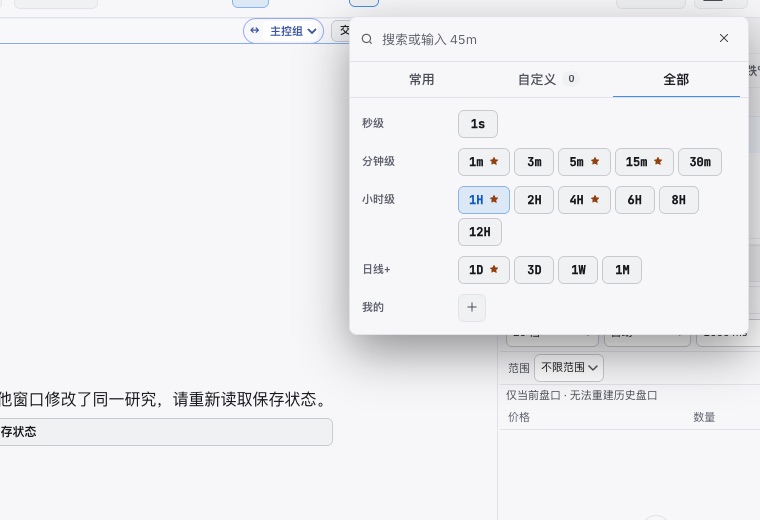 主控组
搜索或输入 45m
常用
自定义 0
全部
秒级
1s
分钟级
1m
3m
5m
15m
30m
小时级
1H
2H
4H
6H
8H
12H
日线+
1D
3D
1W
1M
我的
范围
不限范围
仅当前盘口 · 无法重建历史盘口
价格
数量
他窗口修改了同一研究，请重新读取保存状态。
存状态